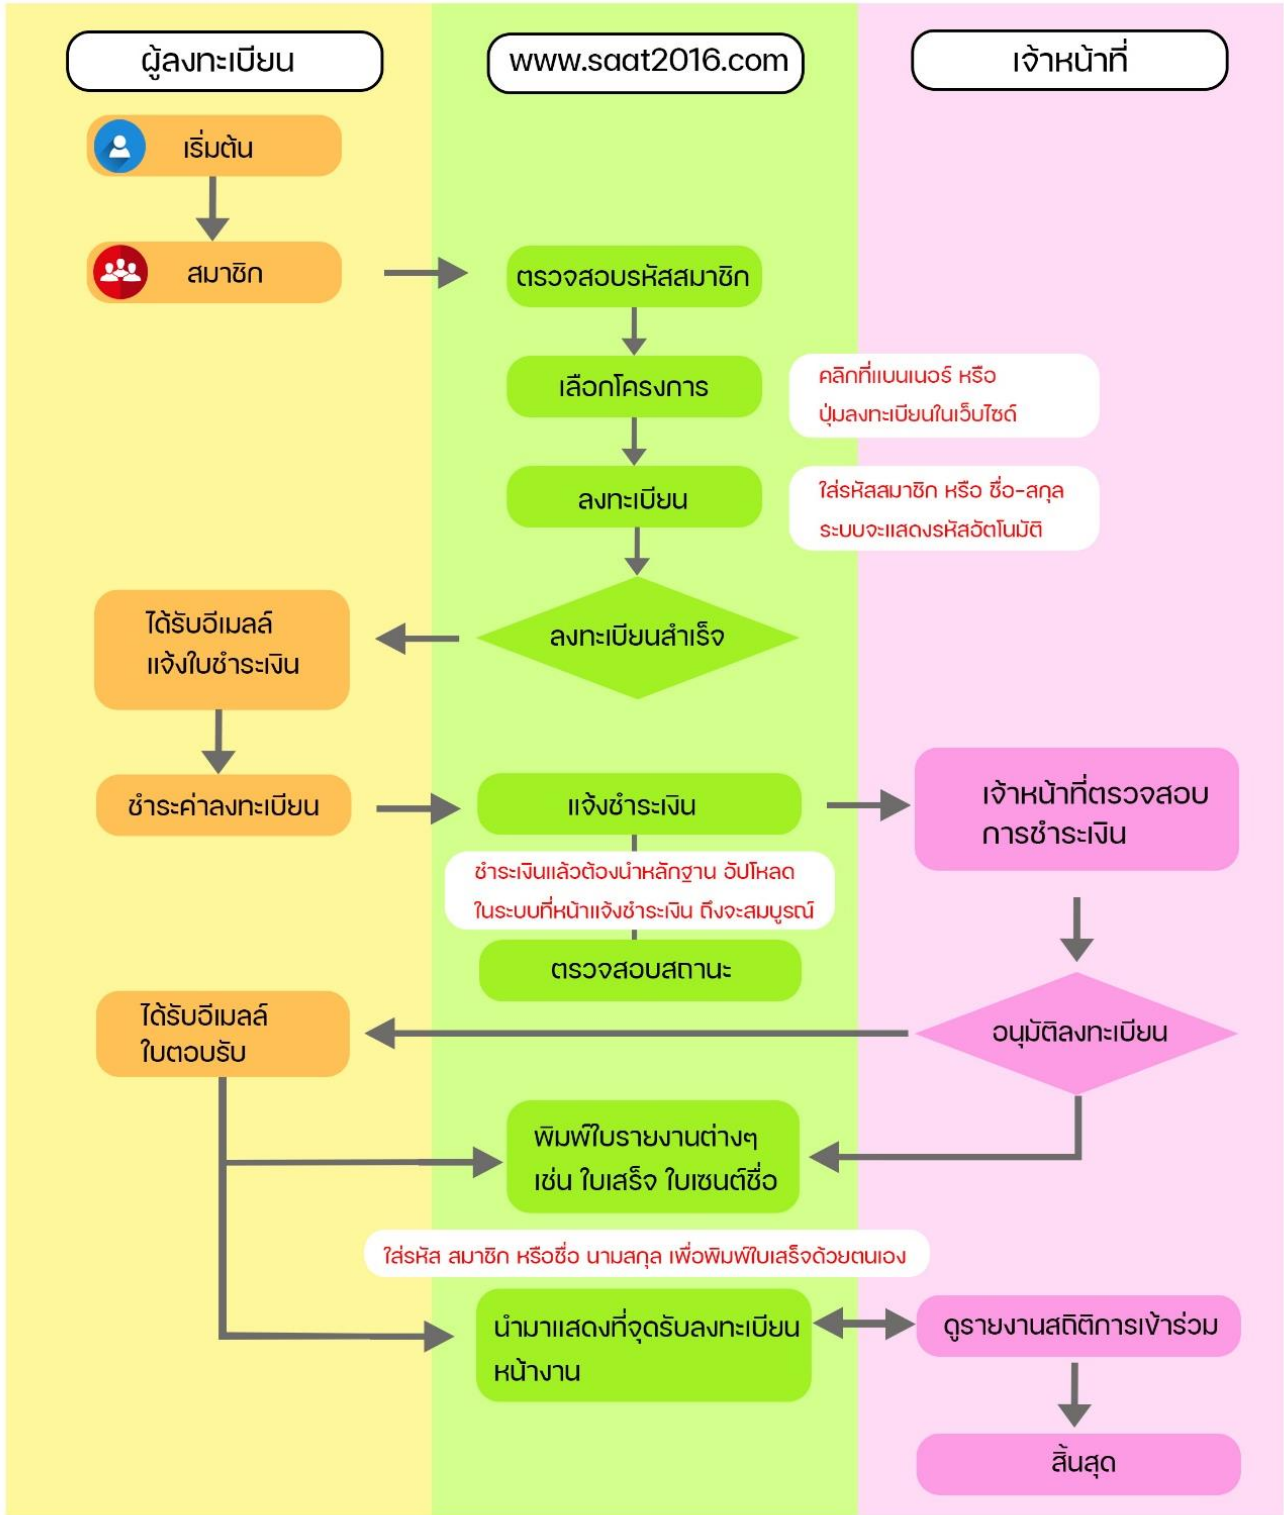 ผู้ลงทะเบียน
www.saat2016.com
เจ้าหน้าที่
เริ่มต้น
สมาชิก
ตรวจสอบรหัสสมาชิก
เลือกโครงการ
คลิกที่แบนเนอร์ หรือ
ปุ่มลงทะเบียนในเว็บไซด์
ลงทะเบียน
ใส่รหัสสมาชิก หรือ ชื่อ-สกุล
ระบบจะแสดงรหัสอัตโนมัติ
ลงทะเบียนสำเร็จ
ได้รับอีเมลล์
แจ้งใบชำระเงิน
ชำระค่าลงทะเบียน
แจ้งชำระเงิน
เจ้าหน้าที่ตรวจสอบ
การชำระเงิน
ชำระเงินแล้วต้องนำหลักฐาน อัปโหลด
ในระบบที่หน้าแจ้งชำระเงิน ถึงจะสมบูรณ์
ตรวจสอบสถานะ
ได้รับอีเมลล์
ใบตอบรับ
อนุมัติลงทะเบียน
พิมพ์ใบรายงานต่างๆ
เช่น ใบเสร็จ ใบเซนต์ชื่อ
ใส่รหัส สมาชิก หรือชื่อ นามสกุล เพื่อพิมพ์ใบเสร็จด้วยตนเอง
นำมาแสดงที่จุดรับลงทะเบียน
หน้างาน
ดูรายงานสถิติการเข้าร่วม
สิ้นสุด